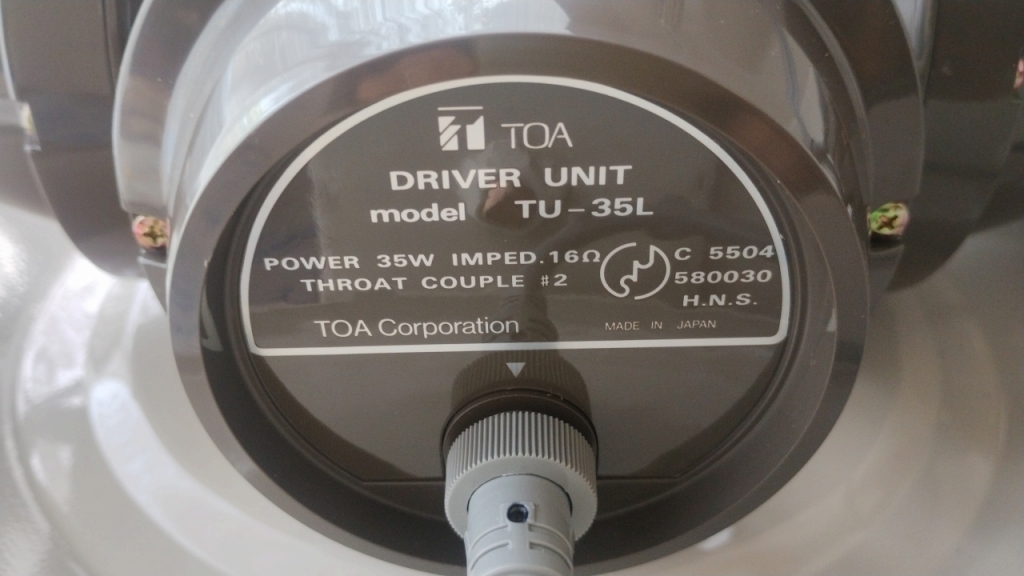 TOA
DRIVER UNIT
model TU-35L
POWER 35W IMPED.16Ω
THROAT COUPLE #2
C 5504
580030
H.N.S.
TOA Corporation
MADE IN JAPAN